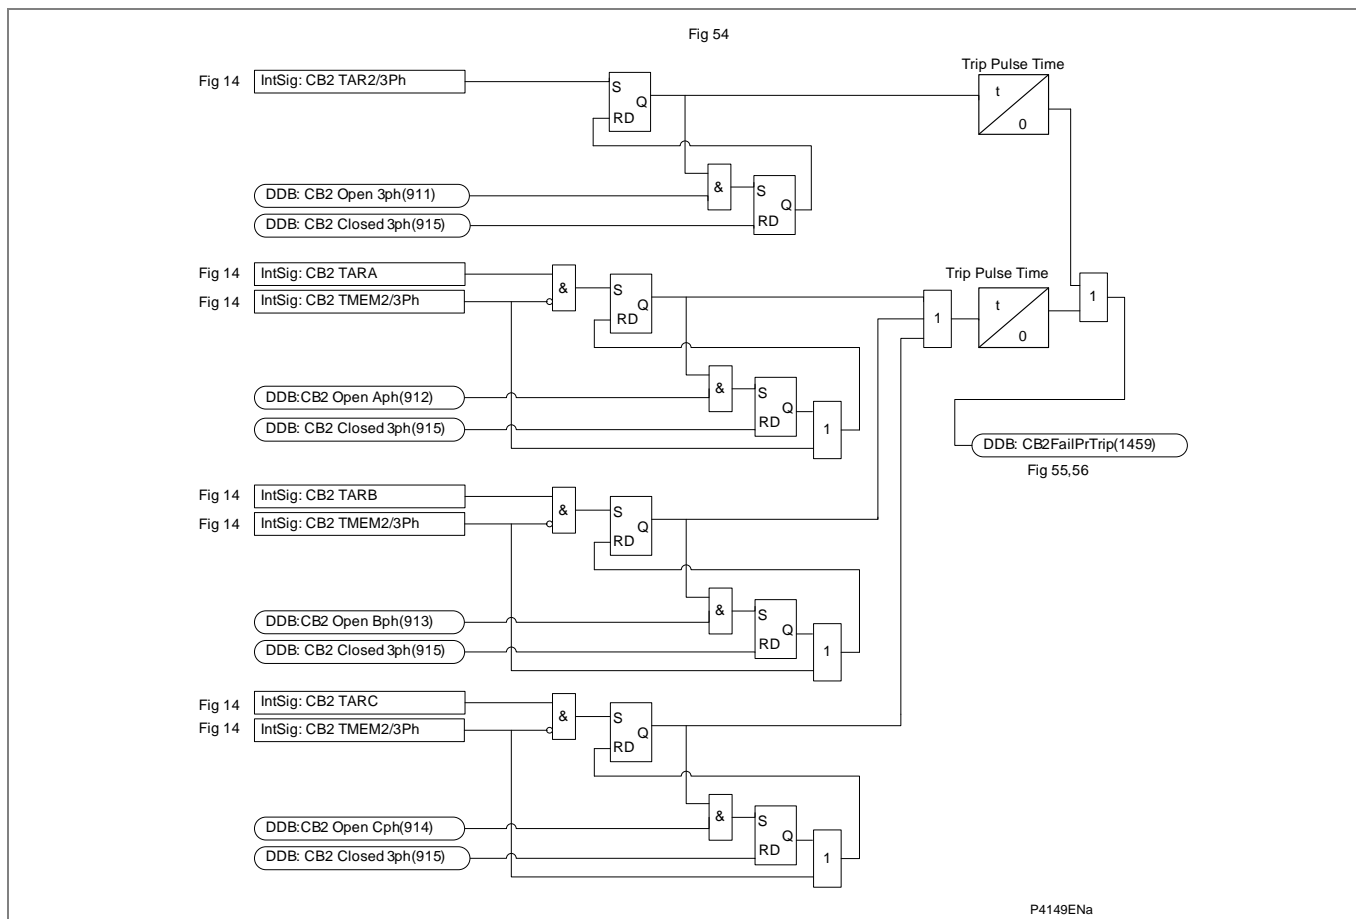 Fig 54
Trip Pulse Time
Fig 14 IntSig: CB2 TAR2/3Ph
S
Q
RD
t
0
DDB: CB2 Open 3ph(911)
&
S
Q
RD
DDB: CB2 Closed 3ph(915)
Fig 14 IntSig: CB2 TARA
Fig 14 IntSig: CB2 TMEM2/3Ph
&
S
Q
RD
Trip Pulse Time
1
t
0
1
DDB:CB2 Open Aph(912)
&
S
Q
RD
1
DDB: CB2 Closed 3ph(915)
DDB: CB2FailPrTrip(1459)
Fig 55,56
Fig 14 IntSig: CB2 TARB
Fig 14 IntSig: CB2 TMEM2/3Ph
&
S
Q
RD
DDB:CB2 Open Bph(913)
&
S
Q
RD
1
DDB: CB2 Closed 3ph(915)
Fig 14 IntSig: CB2 TARC
Fig 14 IntSig: CB2 TMEM2/3Ph
&
S
Q
RD
DDB:CB2 Open Cph(914)
&
S
Q
RD
1
DDB: CB2 Closed 3ph(915)
P4149ENa